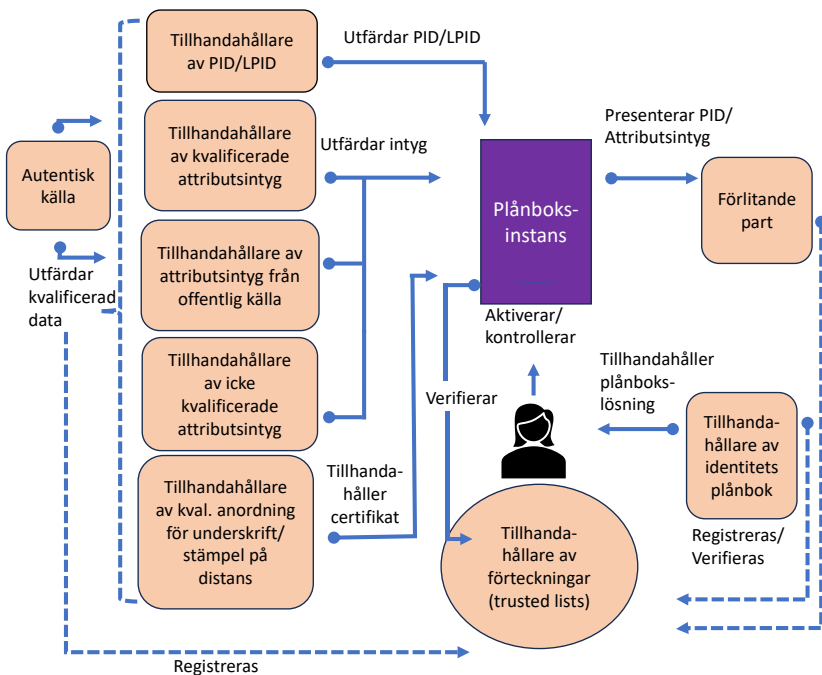 Tillhandahållare
av PID/LPID
Utfärdar PID/LPID
Tillhandahållare
av kvalificerade
attributsintyg
Utfärdar intyg
Presenterar PID/
Attributsintyg
Autentisk
källa
Plånboks-
instans
Förlitande
part
Utfärdar
kvalificerad
data
Tillhandahållare av
attributsintyg från
offentlig källa
Aktiverar/
kontrollerar
Tillhandahållare
av icke
kvalificerade
attributsintyg
Verifierar
Tillhandahåller
plånboks-
lösning
Tillhanda-
hållare av
identitets
plånbok
Tillhandahållare
av kval. anordning
för underskrift/
stämpel på
distans
Tillhanda-
håller
certifikat
Tillhanda-
hållare av
förteckningar
(trusted lists)
Registreras/
Verifieras
Registreras